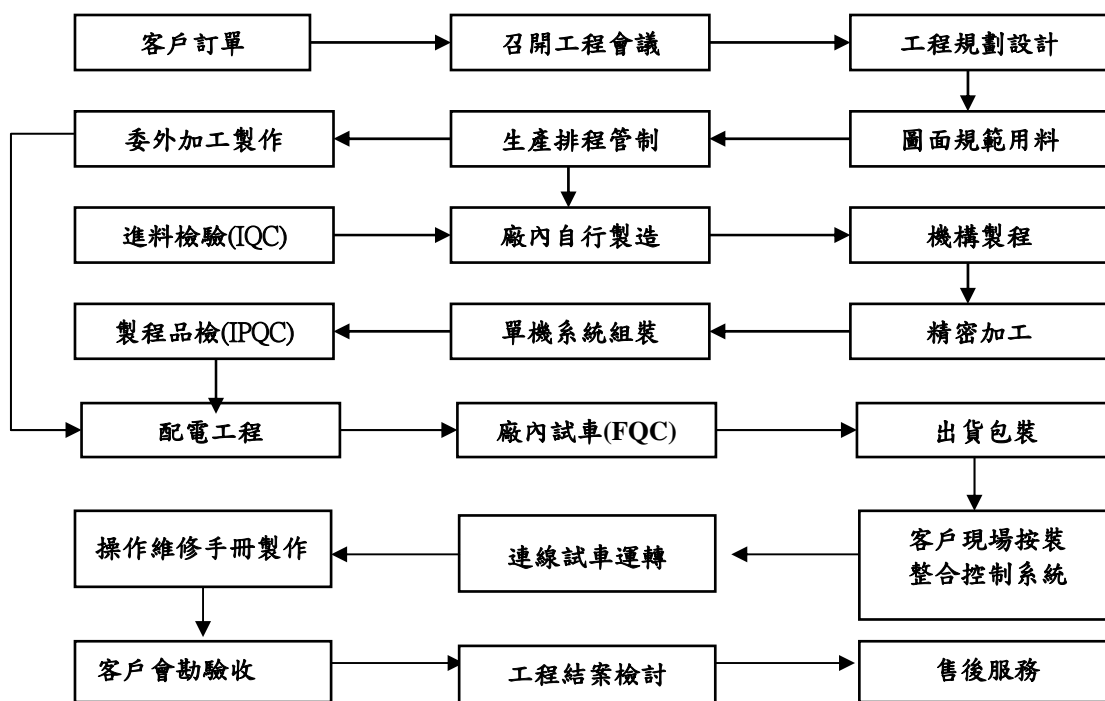 客戶訂單
召開工程會議
工程規劃設計
委外加工製作
生產排程管制
圖面規範用料
進料檢驗(IQC)
廠內自行製造
機構製程
製程品檢(IPQC)
單機系統組裝
精密加工
配電工程
廠內試車(FQC)
出貨包裝
操作維修手冊製作
連線試車運轉
客戶現場按裝
整合控制系統
客戶會勘驗收
工程結案檢討
售後服務